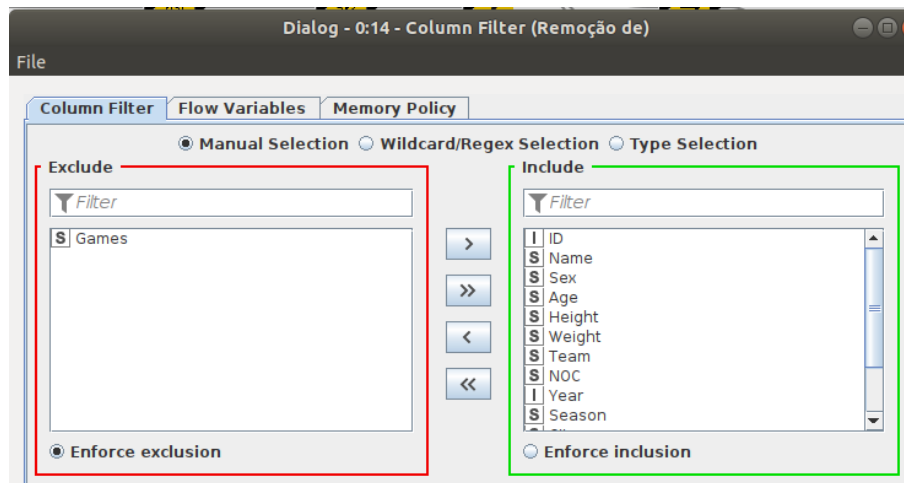 Dialog - 0:14 - Column Filter (Remoção de)
File
Column Filter Flow Variables Memory Policy
Manual Selection Wildcard/Regex Selection Type Selection
Exclude
Filter
S Games
Enforce exclusion
>
>>
<
<<
Include
Filter
I ID
S Name
S Sex
S Age
S Height
S Weight
S Team
S NOC
I Year
S Season
Enforce inclusion